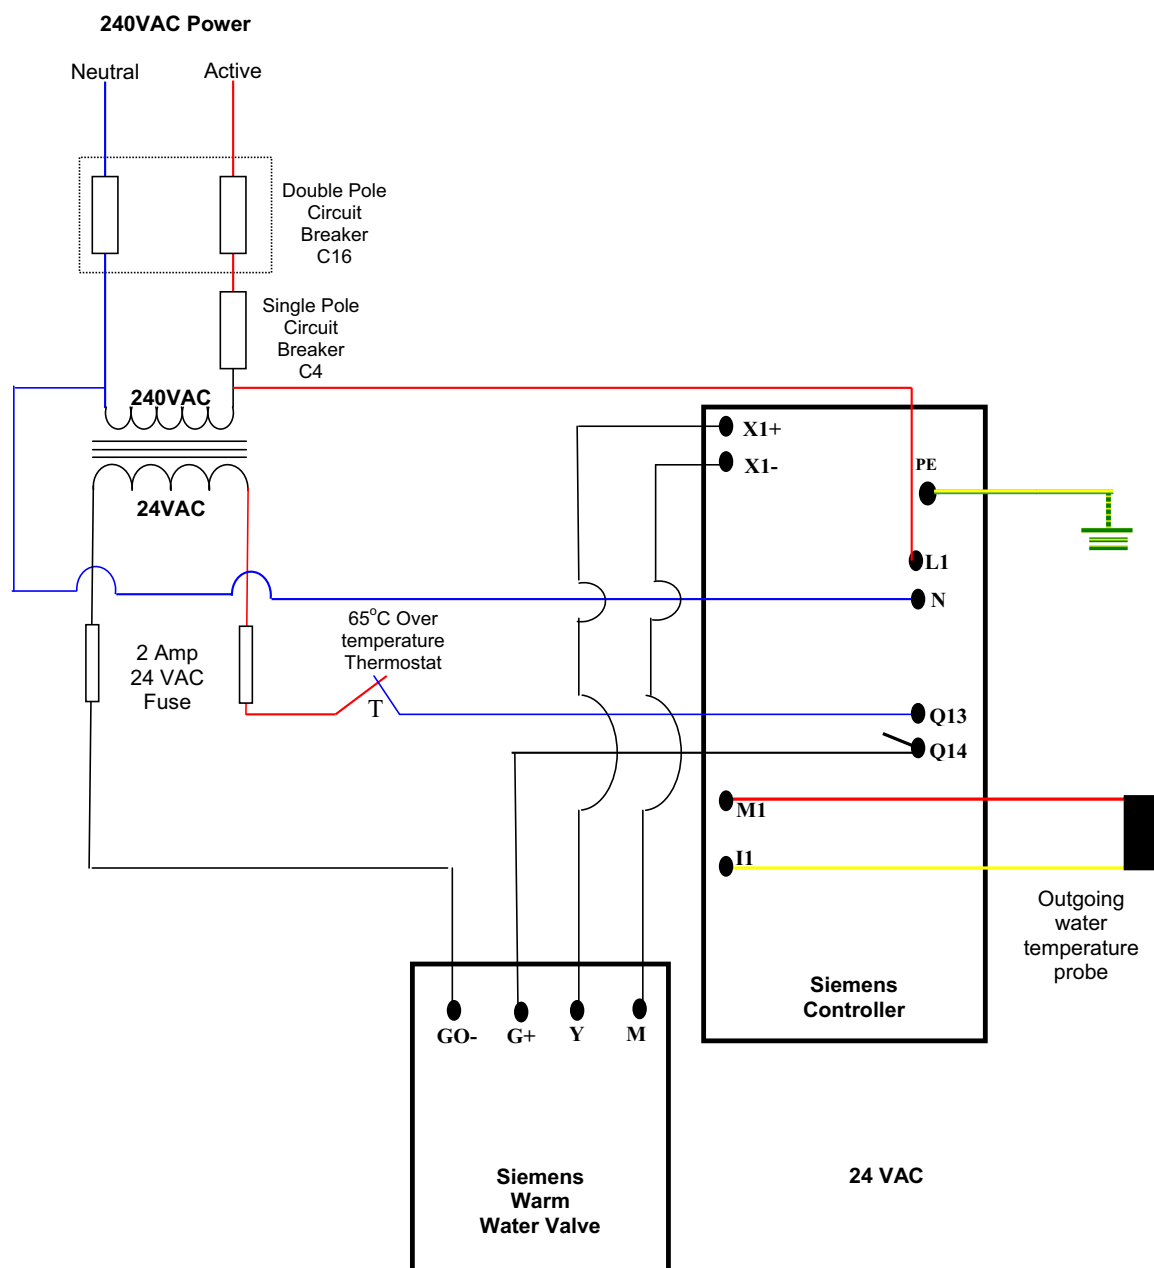 240VAC Power
Neutral
Active
Double Pole
Circuit
Breaker
C16
Single Pole
Circuit
Breaker
C4
240VAC
24VAC
X1+
X1-
PE
L1
N
65°C Over
temperature
Thermostat
T
2 Amp
24 VAC
Fuse
Q13
Q14
M1
I1
Outgoing
water
temperature
probe
Siemens
Controller
GO-
G+
Y
M
Siemens
Warm
Water Valve
24 VAC